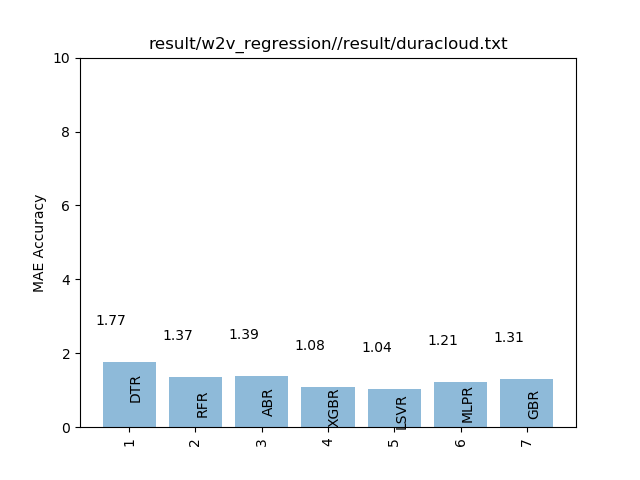 result/w2v_regression//result/duracloud.txt
MAE Accuracy
10
8
6
4
2
0
1.77
1.37
1.39
1.08
1.04
1.21
1.31
DTR
RFR
ABR
XGBR
LSVR
MLPR
GBR
1
2
3
4
5
6
7